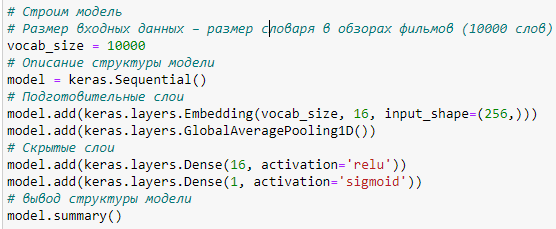 # Строим модель
# Размер входных данных – размер словаря в обзорах фильмов (10000 слов)
vocab_size = 10000
# Описание структуры модели
model = keras.Sequential()
# Подготовительные слои
model.add(keras.layers.Embedding(vocab_size, 16, input_shape=(256,)))
model.add(keras.layers.GlobalAveragePooling1D())
# Скрытые слои
model.add(keras.layers.Dense(16, activation='relu'))
model.add(keras.layers.Dense(1, activation='sigmoid'))
# вывод структуры модели
model.summary()